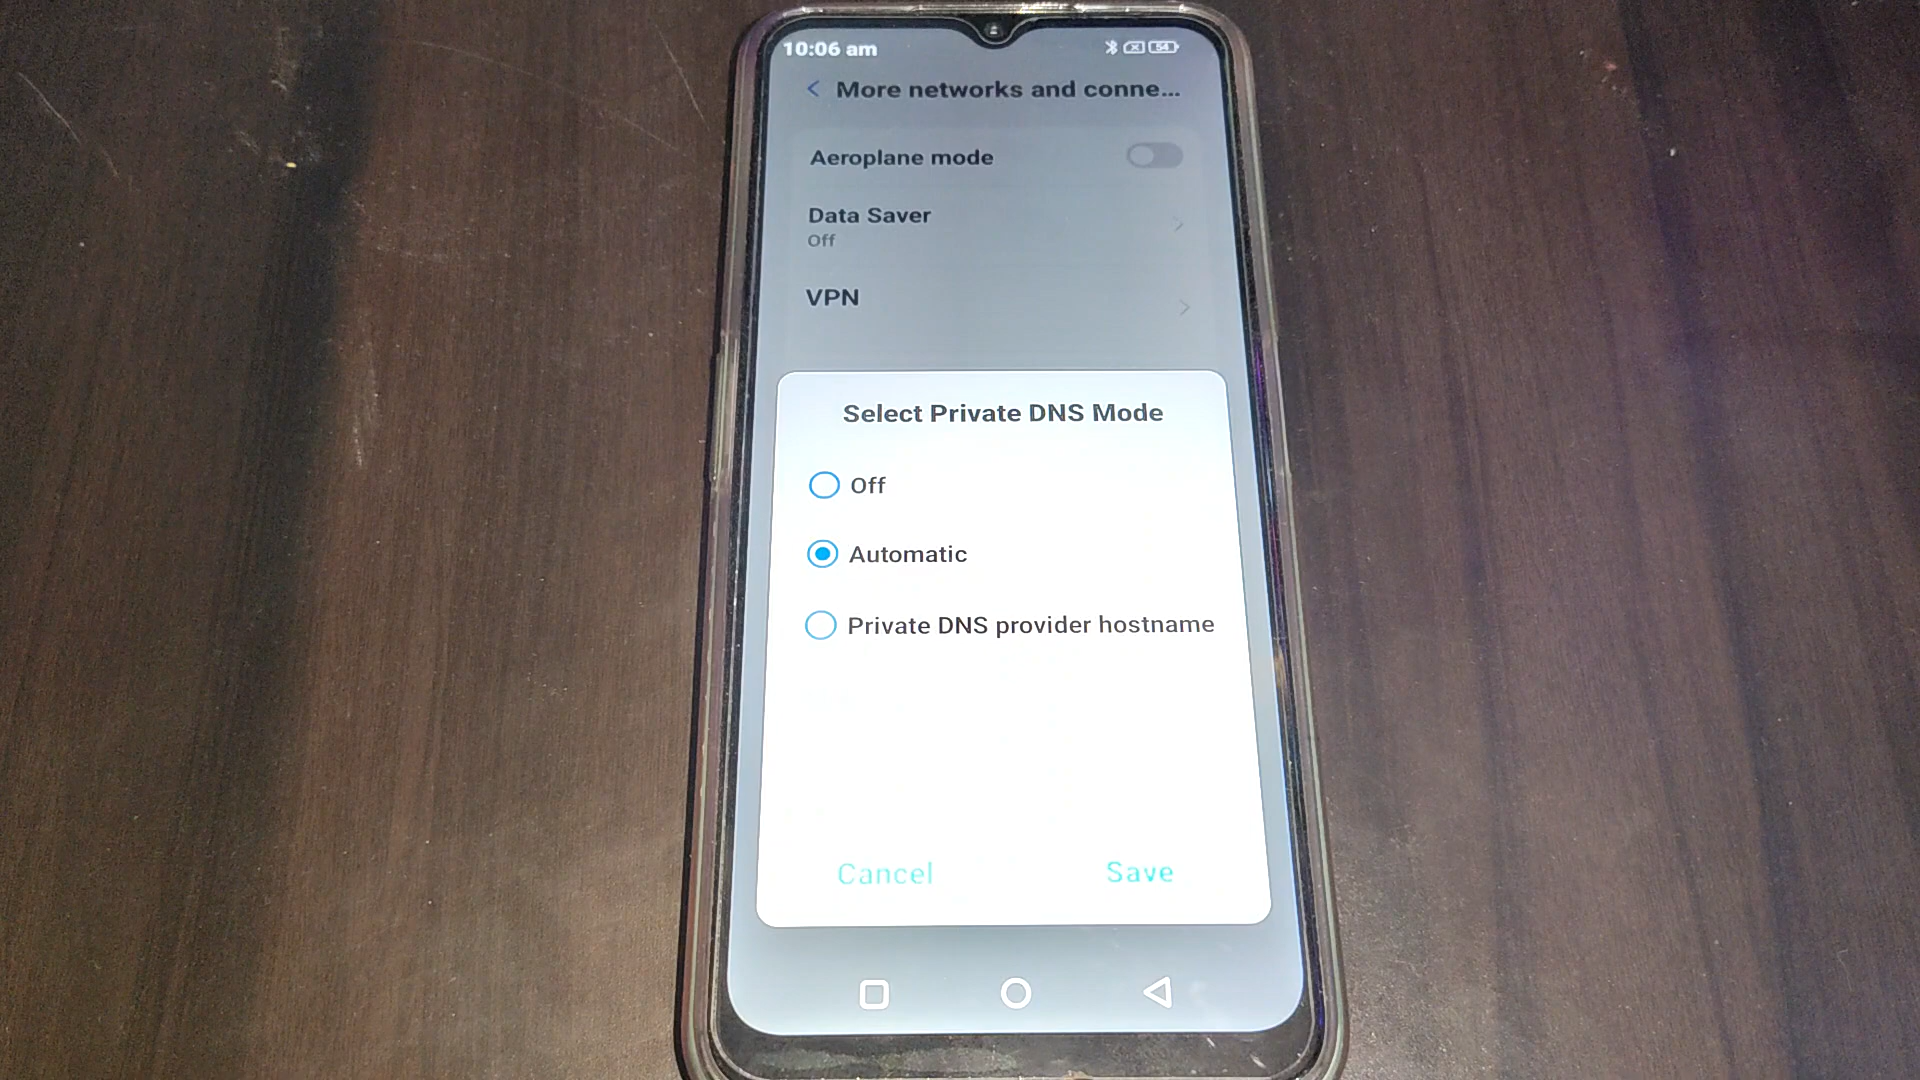 10:06 am
54
More networks and conne...
Aeroplane mode
Data Saver
Off
VPN
Select Private DNS Mode
Off
Automatic
Private DNS provider hostname
Cancel
Save